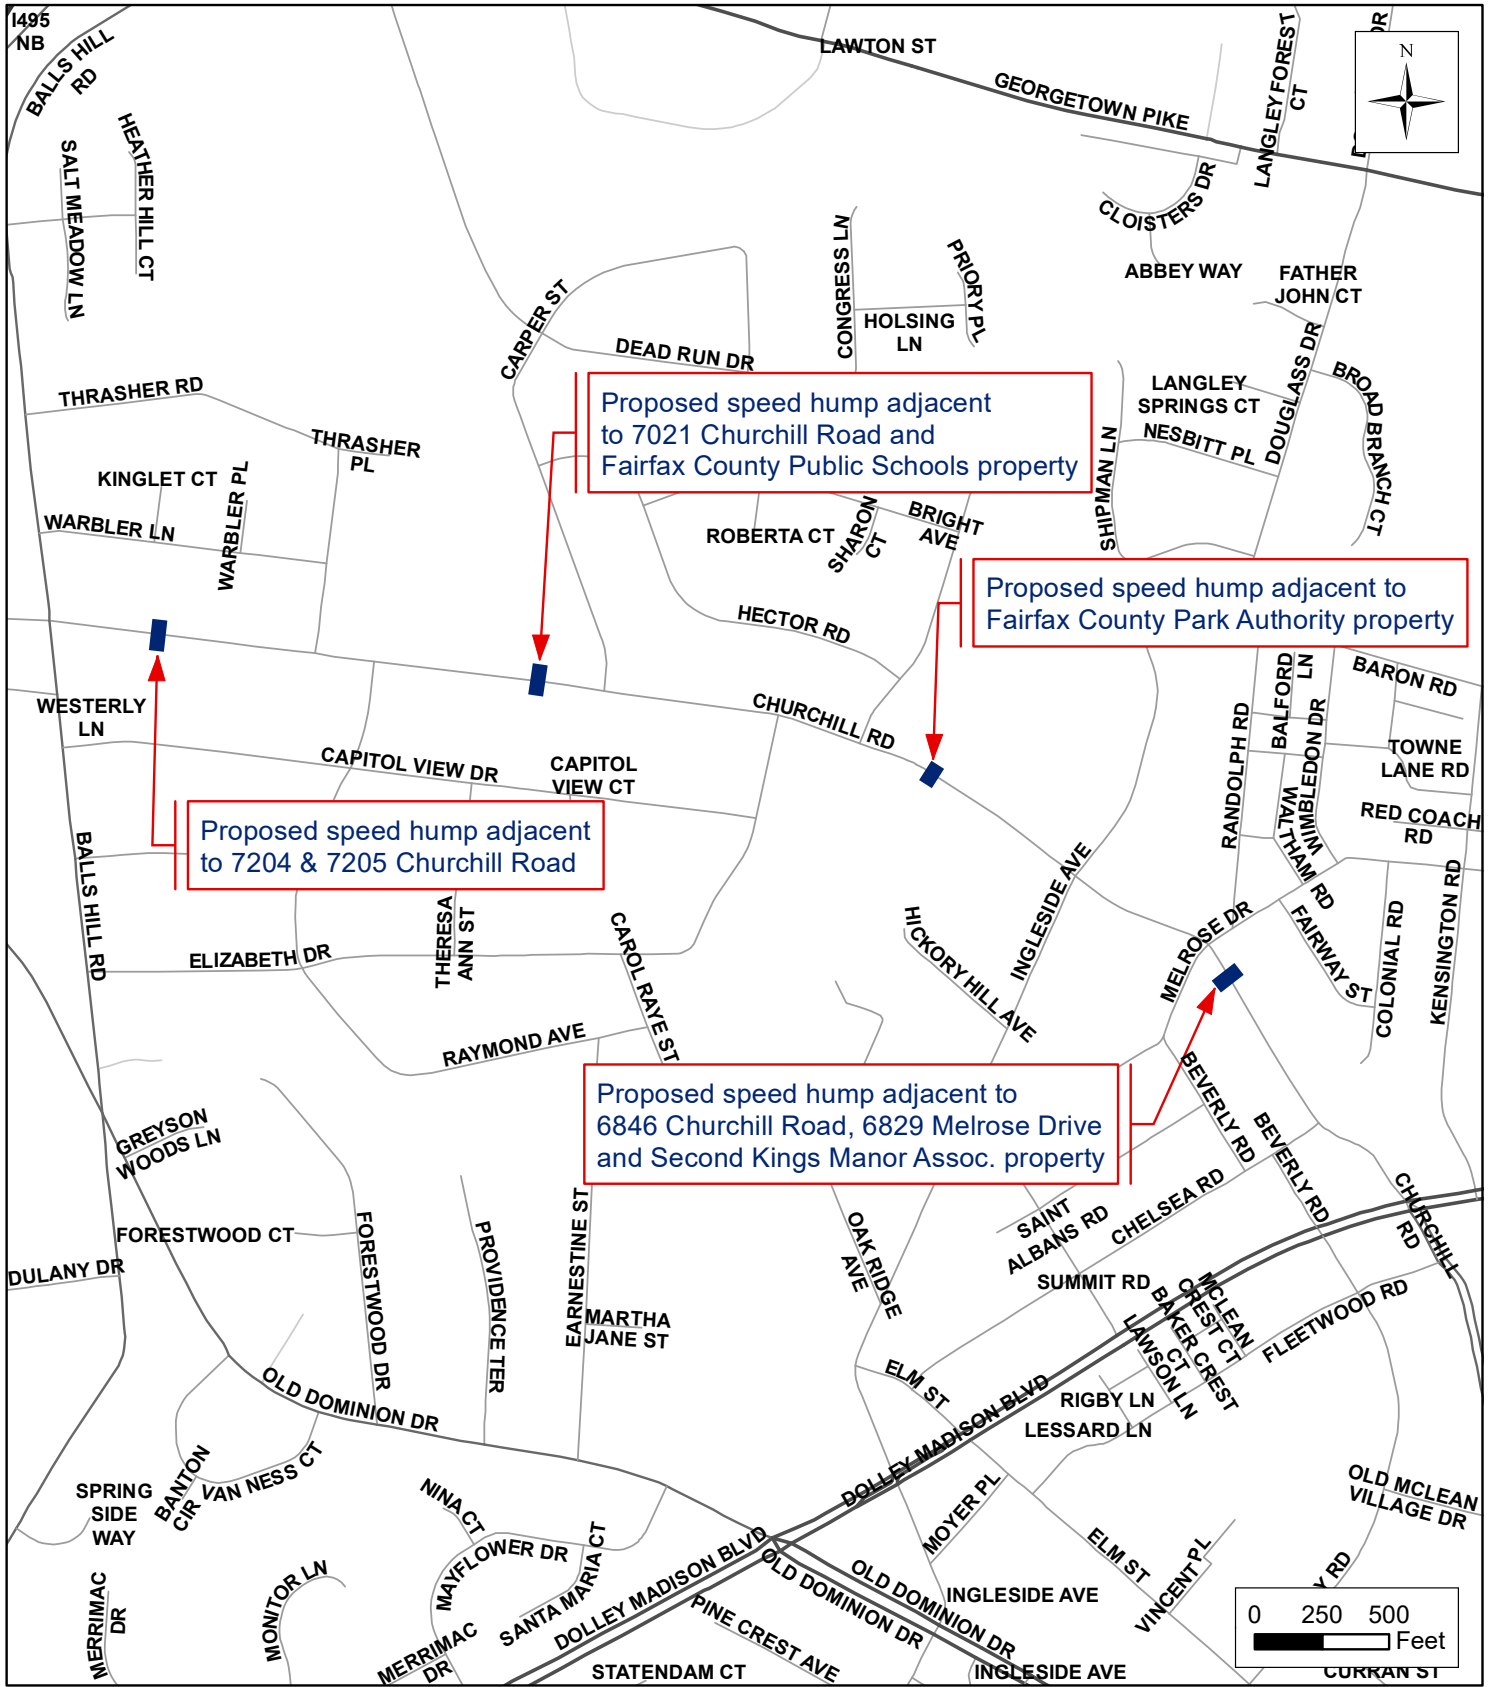 I495
NB
BALLS HILL
RD
LAWTON ST
GEORGETOWN PIKE
LANGLEY FOREST
CT
N
HEATHER HILL CT
SALT MEADOW LN
CLOISTERS DR
ABBEY WAY
FATHER
JOHN CT
CONGRESS LN
PRIORY PL
HOLSING
LN
CARPER ST
DEAD RUN DR
THRASHER RD
THRASHER
PL
LANGLEY
SPRINGS CT
DOUGLASS DR
BROAD BRANCH CT
NESBITT PL
SHIPMAN LN
Proposed speed hump adjacent
to 7021 Churchill Road and
Fairfax County Public Schools property
KINGLET CT
WARBLER PL
WARBLER LN
ROBERTA CT
SHARON
CT
BRIGHT
AVE
HECTOR RD
Proposed speed hump adjacent to
Fairfax County Park Authority property
WESTERLY
LN
CHURCHILL RD
CAPITOL VIEW DR
CAPITOL
VIEW CT
BALFORD
LN
BARON RD
RANDOLPH RD
WIMBLEDON DR
TOWNE
LANE RD
WALTHAM RD
RED COACH
RD
Proposed speed hump adjacent
to 7204 & 7205 Churchill Road
BALLS HILL RD
INGLESIDE AVE
KENSINGTON RD
COLONIAL RD
FAIRWAY ST
MELROSE DR
HICKORY HILL AVE
THERESA
ANN ST
CAROL RAYE ST
ELIZABETH DR
RAYMOND AVE
Proposed speed hump adjacent to
6846 Churchill Road, 6829 Melrose Drive
and Second Kings Manor Assoc. property
BEVERLY RD
BEVERLY RD
GREYSON
WOODS LN
CHURCHILL
RD
CHELSEA RD
SAINT
ALBANS RD
FORESTWOOD CT
FORESTWOOD DR
PROVIDENCE TER
EARNESTINE ST
OAK RIDGE
AVE
DULANY DR
SUMMIT RD
MCLEAN
CREST CT
BAKER CREST
CT
LAWSON LN
FLEETWOOD RD
MARTHA
JANE ST
ELM ST
RIGBY LN
LESSARD LN
OLD DOMINION DR
DOLLEY MADISON BLVD
BANTON
CIR
VAN NESS CT
SPRING
SIDE
WAY
NINA CT
MOYER PL
OLD MCLEAN
VILLAGE DR
MAYFLOWER DR
SANTA MARIA CT
DOLLEY MADISON BLVD
OLD DOMINION DR
OLD DOMINION DR
ELM ST
VINCENT PL
Y RD
MONITOR LN
MERRIMAC
DR
INGLESIDE AVE
PINE CREST AVE
MERRIMAC
DR
STATENDAM CT
INGLESIDE AVE
0 250 500
Feet
CURRAN ST